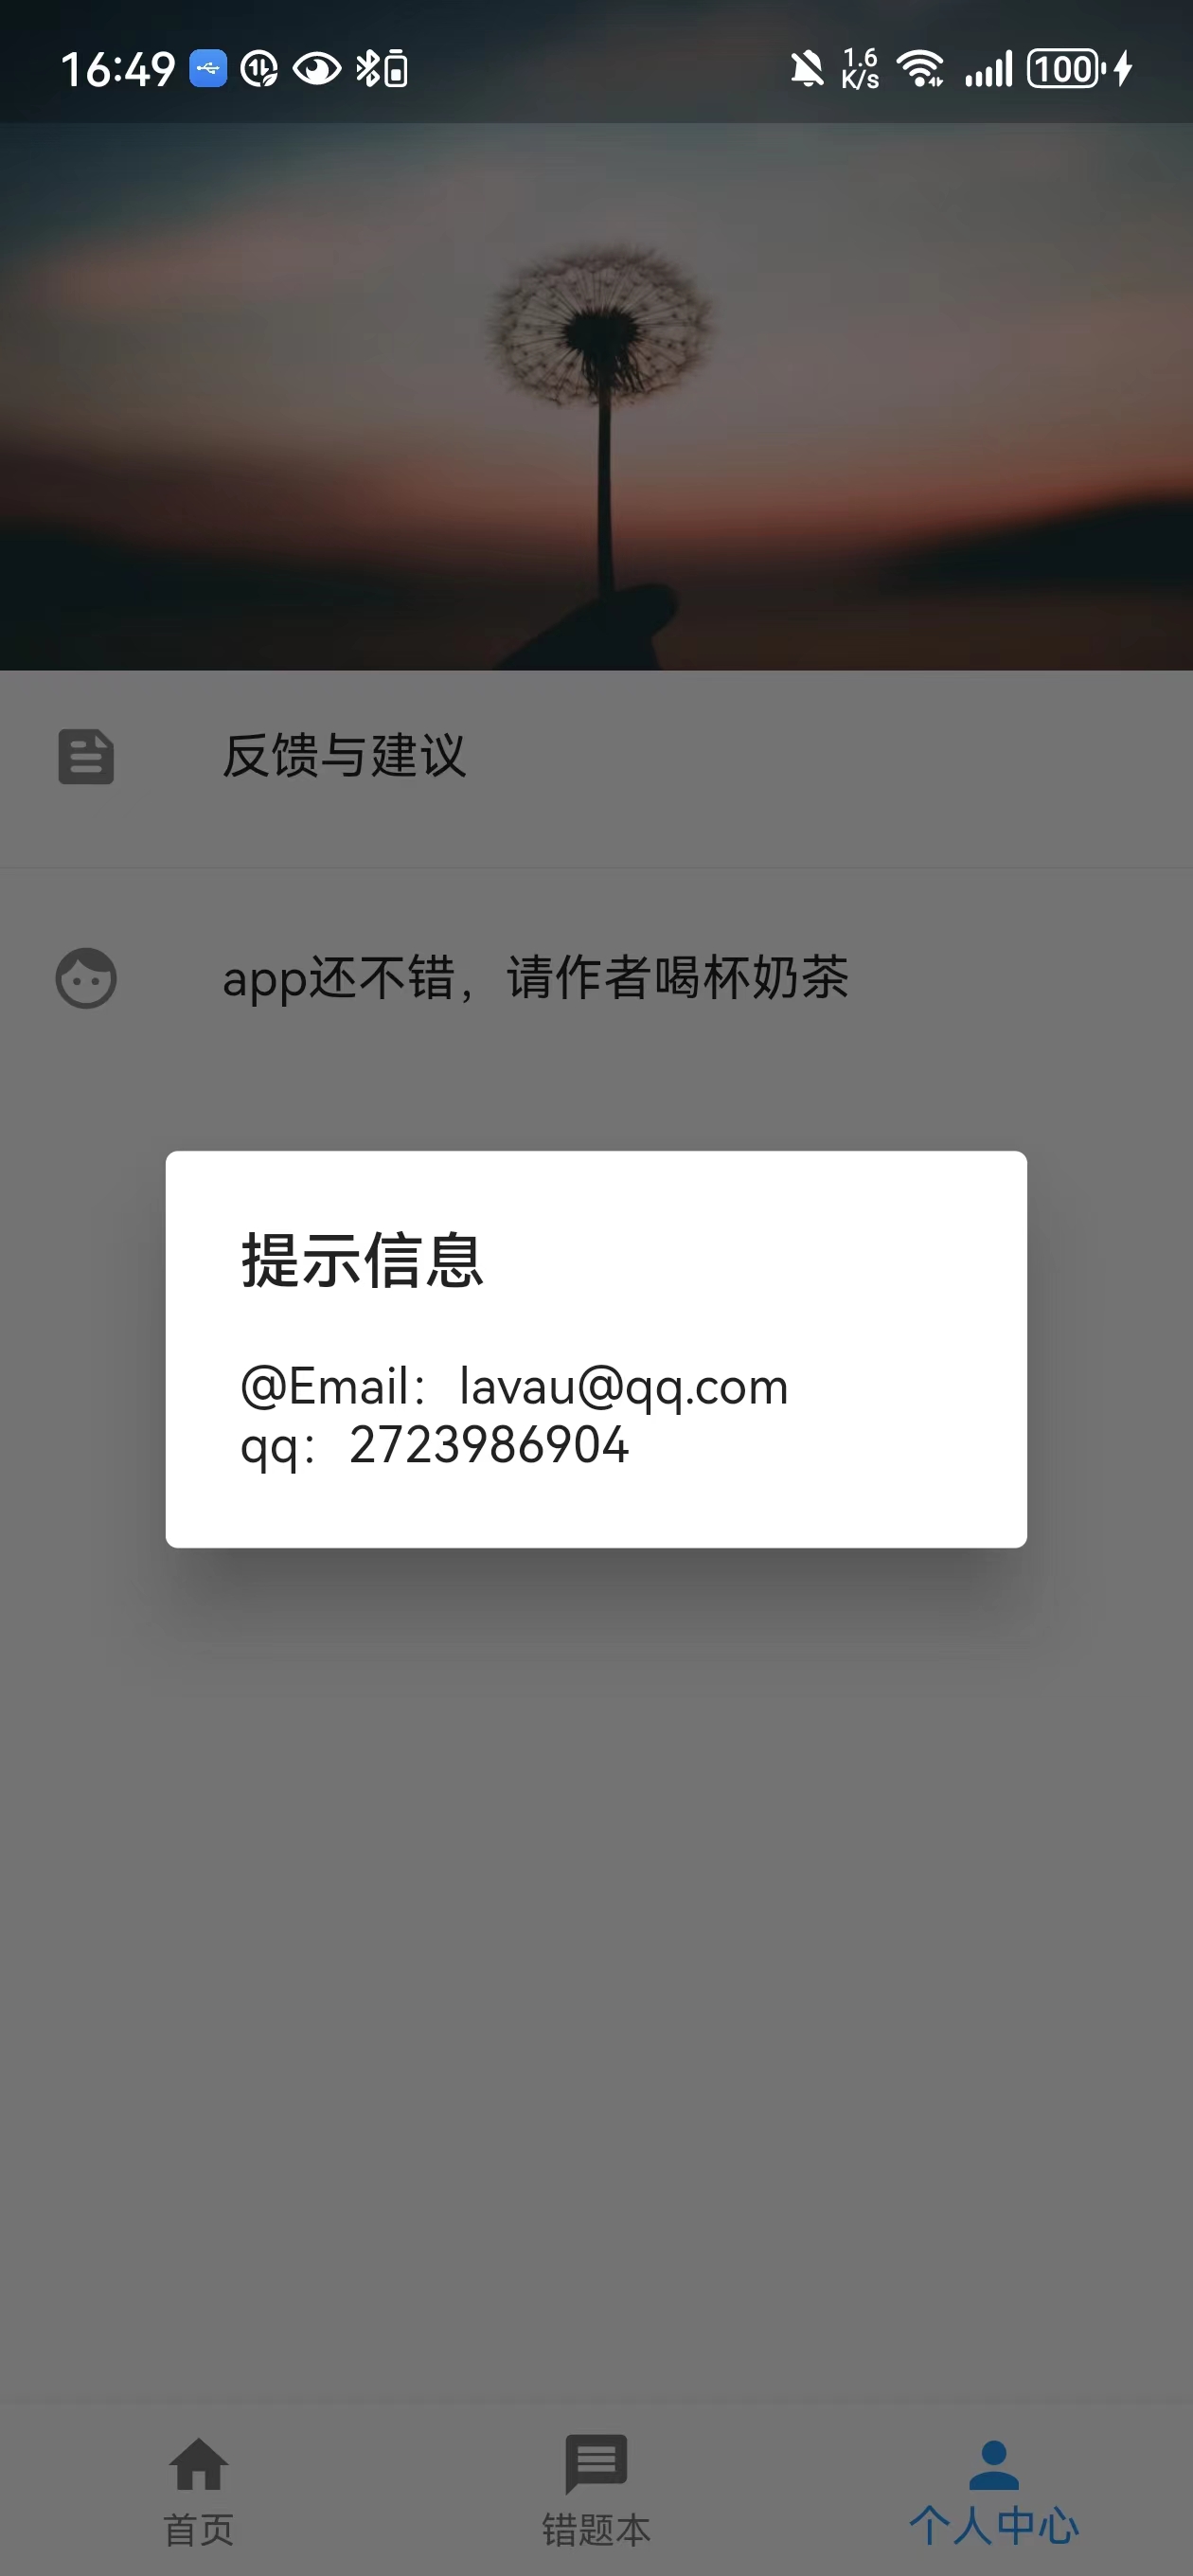 16:49
1.6
K/s
100
反馈与建议
app还不错，请作者喝杯奶茶
提示信息
@Email：lavau@qq.com
qq：2723986904
首页
错题本
个人中心